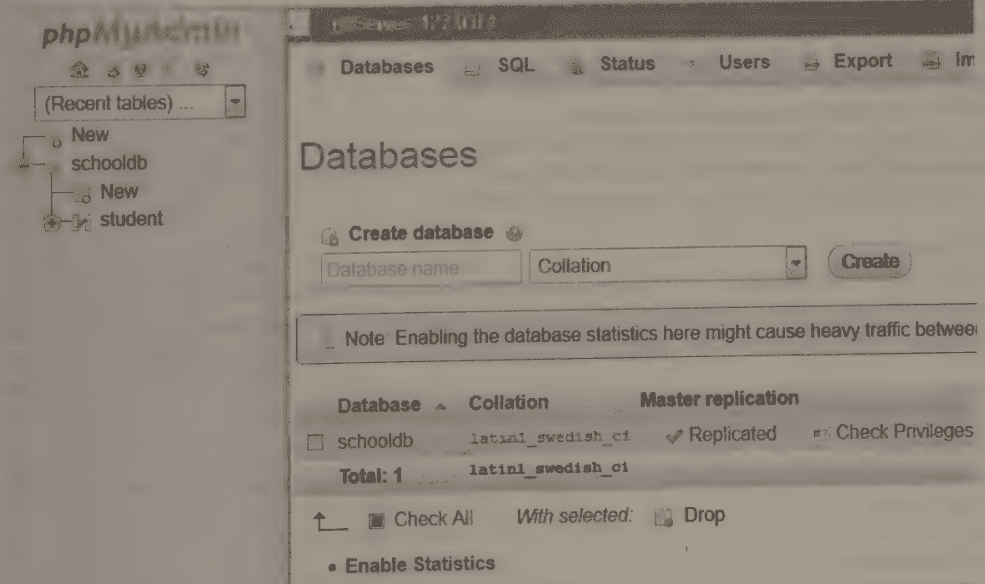 phpMyAdmin
(Recent tables) ...
New
schooldb
New
student
Databases SQL Status Users Export Im
Databases
Create database
Database name Collation Create
Note Enabling the database statistics here might cause heavy traffic between
Database Collation Master replication
schooldb latin1_swedish_ci Replicated Check Privileges
Total: 1 latin1_swedish_ci
Check All With selected: Drop
• Enable Statistics